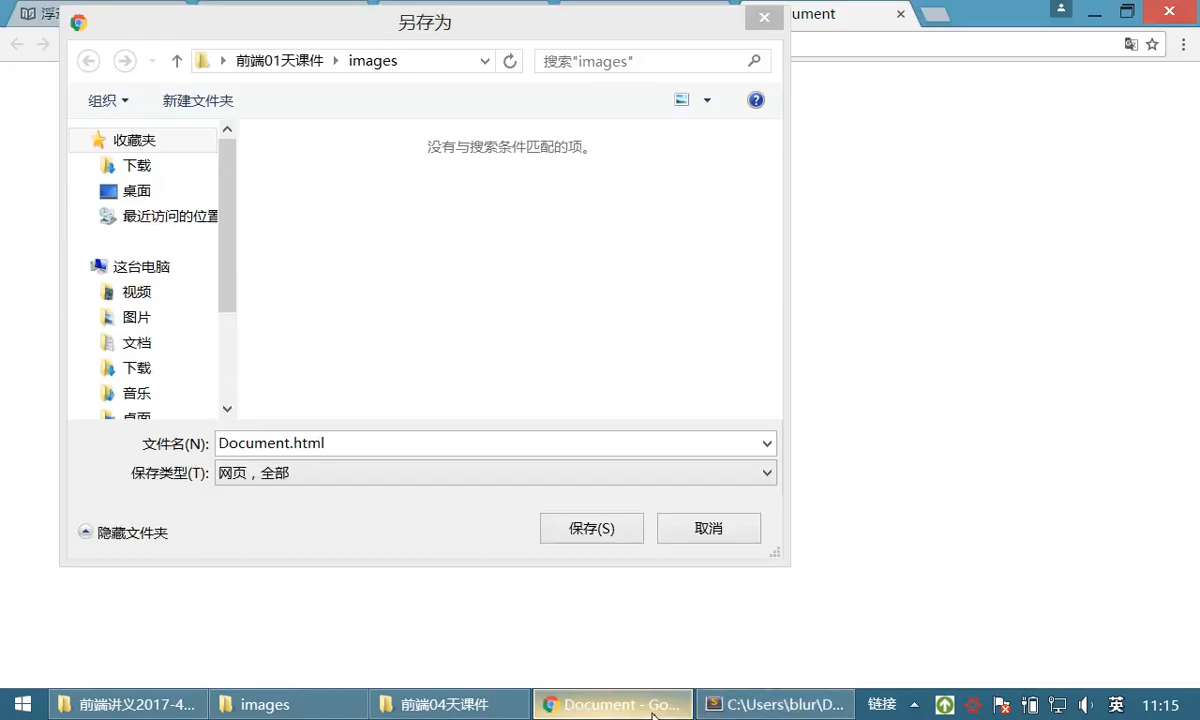 浮
另存为
ument
前端01天课件
images
搜索"images"
组织
新建文件夹
收藏夹
没有与搜索条件匹配的项。
下载
桌面
最近访问的位置
这台电脑
视频
图片
文档
下载
音乐
桌面
文件名(N):
Document.html
保存类型(T):
网页，全部
隐藏文件夹
保存(S)
取消
前端讲义2017-4...
images
前端04天课件
Document - Go...
C:\Users\blur\D...
链接
英
11:15